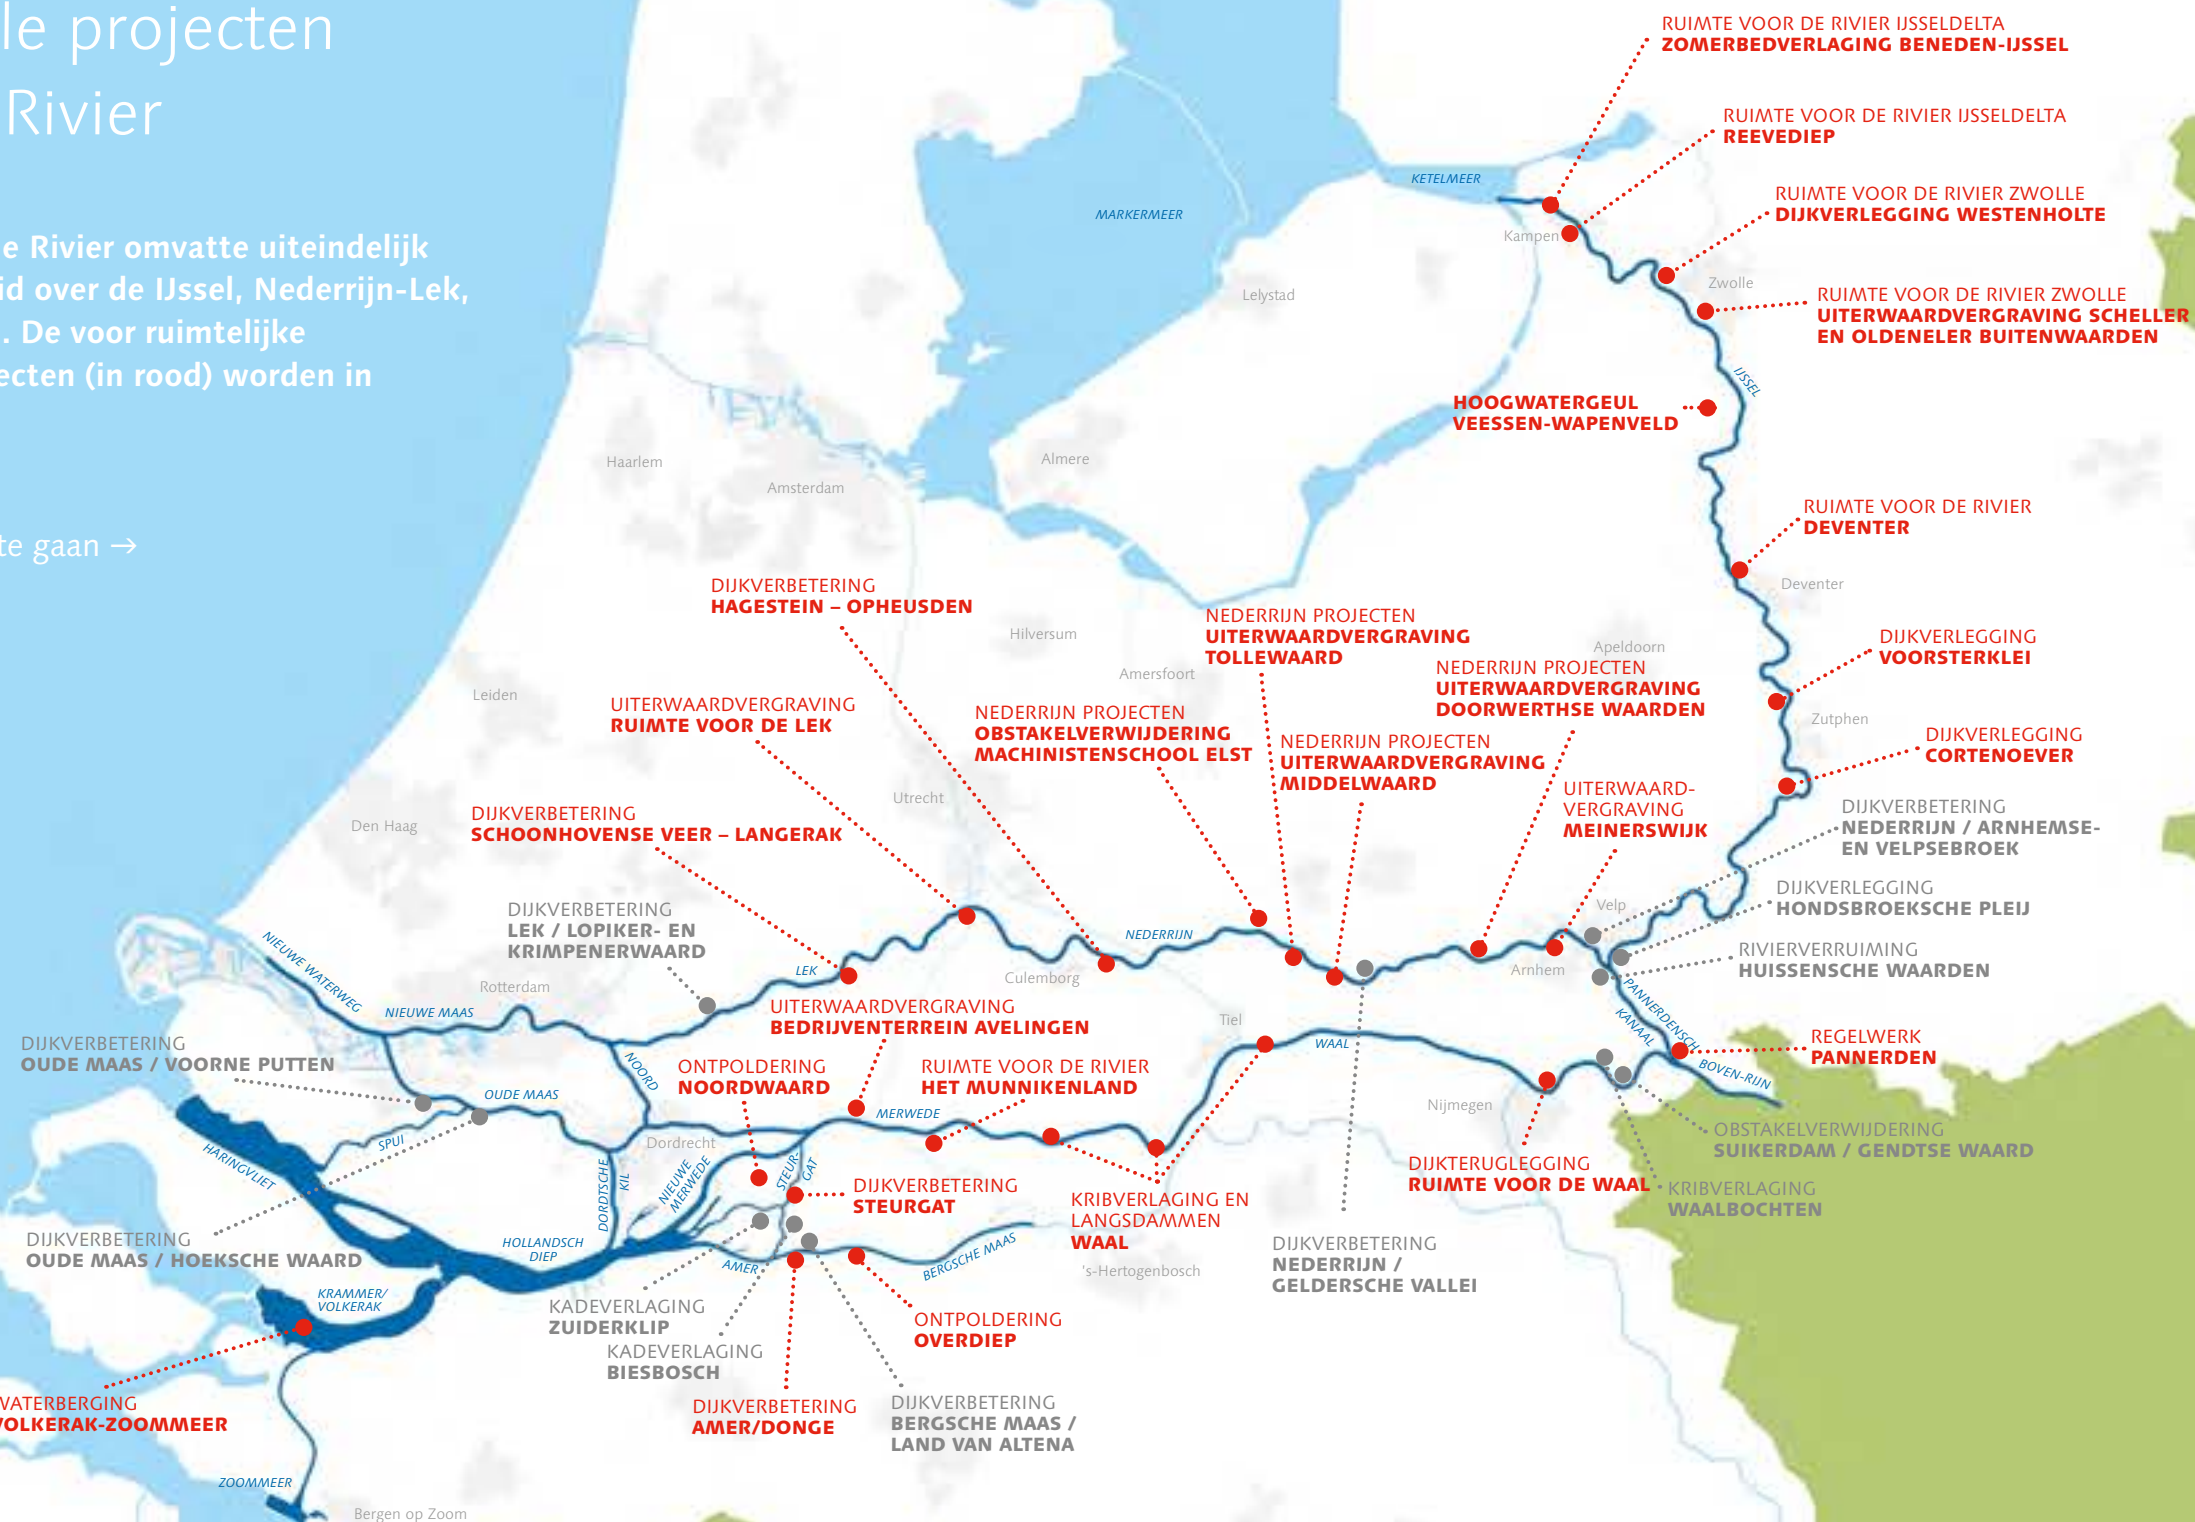 le projecten
Rivier
e Rivier omvatte uiteindelijk
id over de IJssel, Nederrijn-Lek,
. De voor ruimtelijke
ecten (in rood) worden in
te gaan →
RUIMTE VOOR DE RIVIER IJSSELDELTA
ZOMERBEDVERLAGING BENEDEN-IJSSEL
RUIMTE VOOR DE RIVIER IJSSELDELTA
REEVEDIEP
RUIMTE VOOR DE RIVIER ZWOLLE
DIJKVERLEGGING WESTENHOLTE
RUIMTE VOOR DE RIVIER ZWOLLE
UITERWAARDVERGRAVING SCHELLER
EN OLDENELER BUITENWAARDEN
KETELMEER
MARKERMEER
Kampen
Zwolle
Lelystad
IJSSEL
HOOGWATERGEUL
VEESSEN-WAPENVELD
Haarlem
Amsterdam
Almere
RUIMTE VOOR DE RIVIER
DEVENTER
Deventer
DIJKVERBETERING
HAGESTEIN – OPHEUSDEN
Hilversum
Amersfoort
NEDERRIJN PROJECTEN
UITERWAARDVERGRAVING
TOLLEWAARD
Apeldoorn
NEDERRIJN PROJECTEN
UITERWAARDVERGRAVING
DOORWERTHSE WAARDEN
DIJKVERLEGGING
VOORSTERKLEI
Leiden
UITERWAARDVERGRAVING
RUIMTE VOOR DE LEK
NEDERRIJN PROJECTEN
OBSTAKELVERWIJDERING
MACHINISTENSCHOOL ELST
NEDERRIJN PROJECTEN
UITERWAARDVERGRAVING
MIDDELWAARD
Zutphen
DIJKVERLEGGING
CORTENOEVER
UITERWAARD-
VERGRAVING
MEINERSWIJK
Utrecht
Den Haag
DIJKVERBETERING
SCHOONHOVENSE VEER – LANGERAK
DIJKVERBETERING
NEDERRIJN / ARNHEMSE-
EN VELPSEBROEK
DIJKVERLEGGING
HONDSBROEKSCHE PLEIJ
Velp
DIJKVERBETERING
LEK / LOPIKER- EN
KRIMPENERWAARD
NEDERRIJN
RIVIERVERRUIMING
HUISSENSCHE WAARDEN
NIEUWE WATERWEG
Rotterdam
LEK
Culemborg
Arnhem
NIEUWE MAAS
UITERWAARDVERGRAVING
BEDRIJVENTERREIN AVELINGEN
Tiel
WAAL
PANNERDENSCH
KANAAL
REGELWERK
PANNERDEN
BOVEN-RIJN
DIJKVERBETERING
OUDE MAAS / VOORNE PUTTEN
NOORD
ONTPOLDERING
NOORDWAARD
RUIMTE VOOR DE RIVIER
HET MUNNIKENLAND
OUDE MAAS
MERWEDE
Nijmegen
SPUI
Dordrecht
HARINGVLIET
DORDTSCHE
KIL
NIEUWE
MERWEDE
STEUR-
GAT
DIJKVERBETERING
STEURGAT
KRIBVERLAGING EN
LANGSDAMMEN
WAAL
DIJKTERUGLEGGING
RUIMTE VOOR DE WAAL
OBSTAKELVERWIJDERING
SUIKERDAM / GENDTSE WAARD
KRIBVERLAGING
WAALBOCHTEN
DIJKVERBETERING
OUDE MAAS / HOEKSCHE WAARD
HOLLANDSCH
DIEP
AMER
BERGSCHE MAAS
's-Hertogenbosch
DIJKVERBETERING
NEDERRIJN /
GELDERSCHE VALLEI
KRAMMER/
VOLKERAK
KADEVERLAGING
ZUIDERKLIP
KADEVERLAGING
BIESBOSCH
ONTPOLDERING
OVERDIEP
WATERBERGING
VOLKERAK-ZOOMMEER
DIJKVERBETERING
AMER/DONGE
DIJKVERBETERING
BERGSCHE MAAS /
LAND VAN ALTENA
ZOOMMEER
Bergen op Zoom